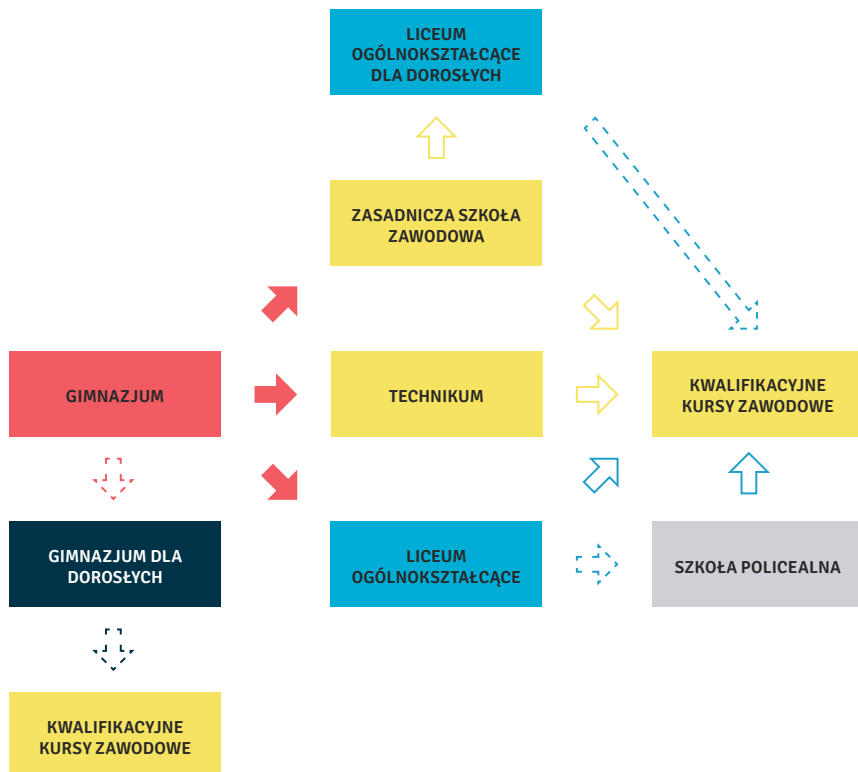 LICEUM
OGÓLNOKSZTAŁCĄCE
DLA DOROSŁYCH
ZASADNICZA SZKOŁA
ZAWODOWA
GIMNAZJUM
TECHNIKUM
KWALIFIKACYJNE
KURSY ZAWODOWE
GIMNAZJUM DLA
DOROSŁYCH
LICEUM
OGÓLNOKSZTAŁCĄCE
SZKOŁA POLICEALNA
KWALIFIKACYJNE
KURSY ZAWODOWE